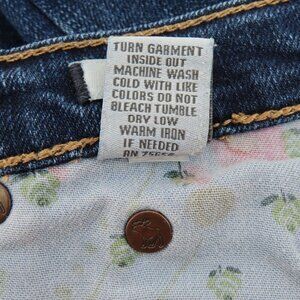 TURN GARMENT
INSIDE OUT
MACHINE WASH
COLD WITH LIKE
COLORS DO NOT
BLEACH TUMBLE
DRY LOW
WARM IRON
IF NEEDED